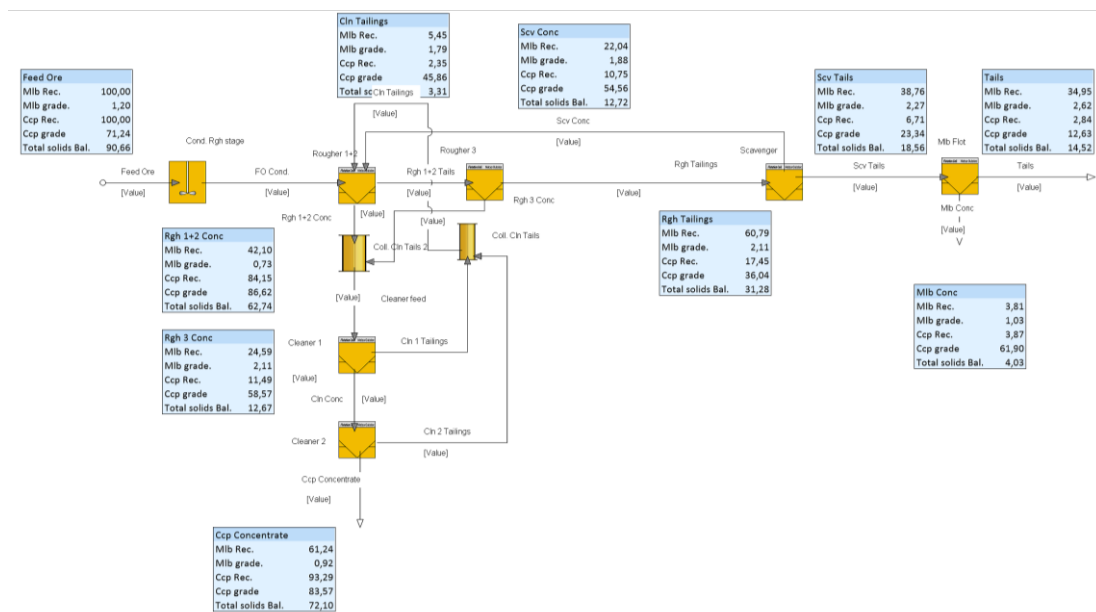 Cln Tailings
Mlb Rec. 5,45
Mlb grade. 1,79
Ccp Rec. 2,35
Ccp grade 45,86
Total sc Cln Tailings 3,31
[Value]
Scv Conc
Mlb Rec. 22,04
Mlb grade. 1,88
Ccp Rec. 10,75
Ccp grade 54,56
Total solids Bal. 12,72
Feed Ore
Mlb Rec. 100,00
Mlb grade. 1,20
Ccp Rec. 100,00
Ccp grade 71,24
Total solids Bal. 90,66
Scv Tails
Mlb Rec. 38,76
Mlb grade. 2,27
Ccp Rec. 6,71
Ccp grade 23,34
Total solids Bal. 18,56
Tails
Mlb Rec. 34,95
Mlb grade. 2,62
Ccp Rec. 2,84
Ccp grade 12,63
Total solids Bal. 14,52
Scv Conc
[Value]
Cond. Rgh stage
Rougher 1+2
Rougher 3
Rgh Tailings
Scavenger
Mlb Flot
Feed Ore
[Value]
FO Cond.
[Value]
Rgh 1+2 Tails
[Value]
[Value]
Scv Tails
[Value]
Tails
[Value]
Rgh 3 Conc
[Value]
Mlb Conc
[Value]
Rgh 1+2 Conc
[Value]
[Value]
Rgh 1+2 Conc
Mlb Rec. 42,10
Mlb grade. 0,73
Ccp Rec. 84,15
Ccp grade 86,62
Total solids Bal. 62,74
Coll. Cln Tails 2
Coll. Cln Tails
Rgh Tailings
Mlb Rec. 60,79
Mlb grade. 2,11
Ccp Rec. 17,45
Ccp grade 36,04
Total solids Bal. 31,28
Mlb Conc
Mlb Rec. 3,81
Mlb grade. 1,03
Ccp Rec. 3,87
Ccp grade 61,90
Total solids Bal. 4,03
[Value]
Cleaner feed
Rgh 3 Conc
Mlb Rec. 24,59
Mlb grade. 2,11
Ccp Rec. 11,49
Ccp grade 58,57
Total solids Bal. 12,67
Cleaner 1
Cln 1 Tailings
[Value]
[Value]
Cln Conc
[Value]
Cleaner 2
Cln 2 Tailings
[Value]
Ccp Concentrate
[Value]
Ccp Concentrate
Mlb Rec. 61,24
Mlb grade. 0,92
Ccp Rec. 93,29
Ccp grade 83,57
Total solids Bal. 72,10